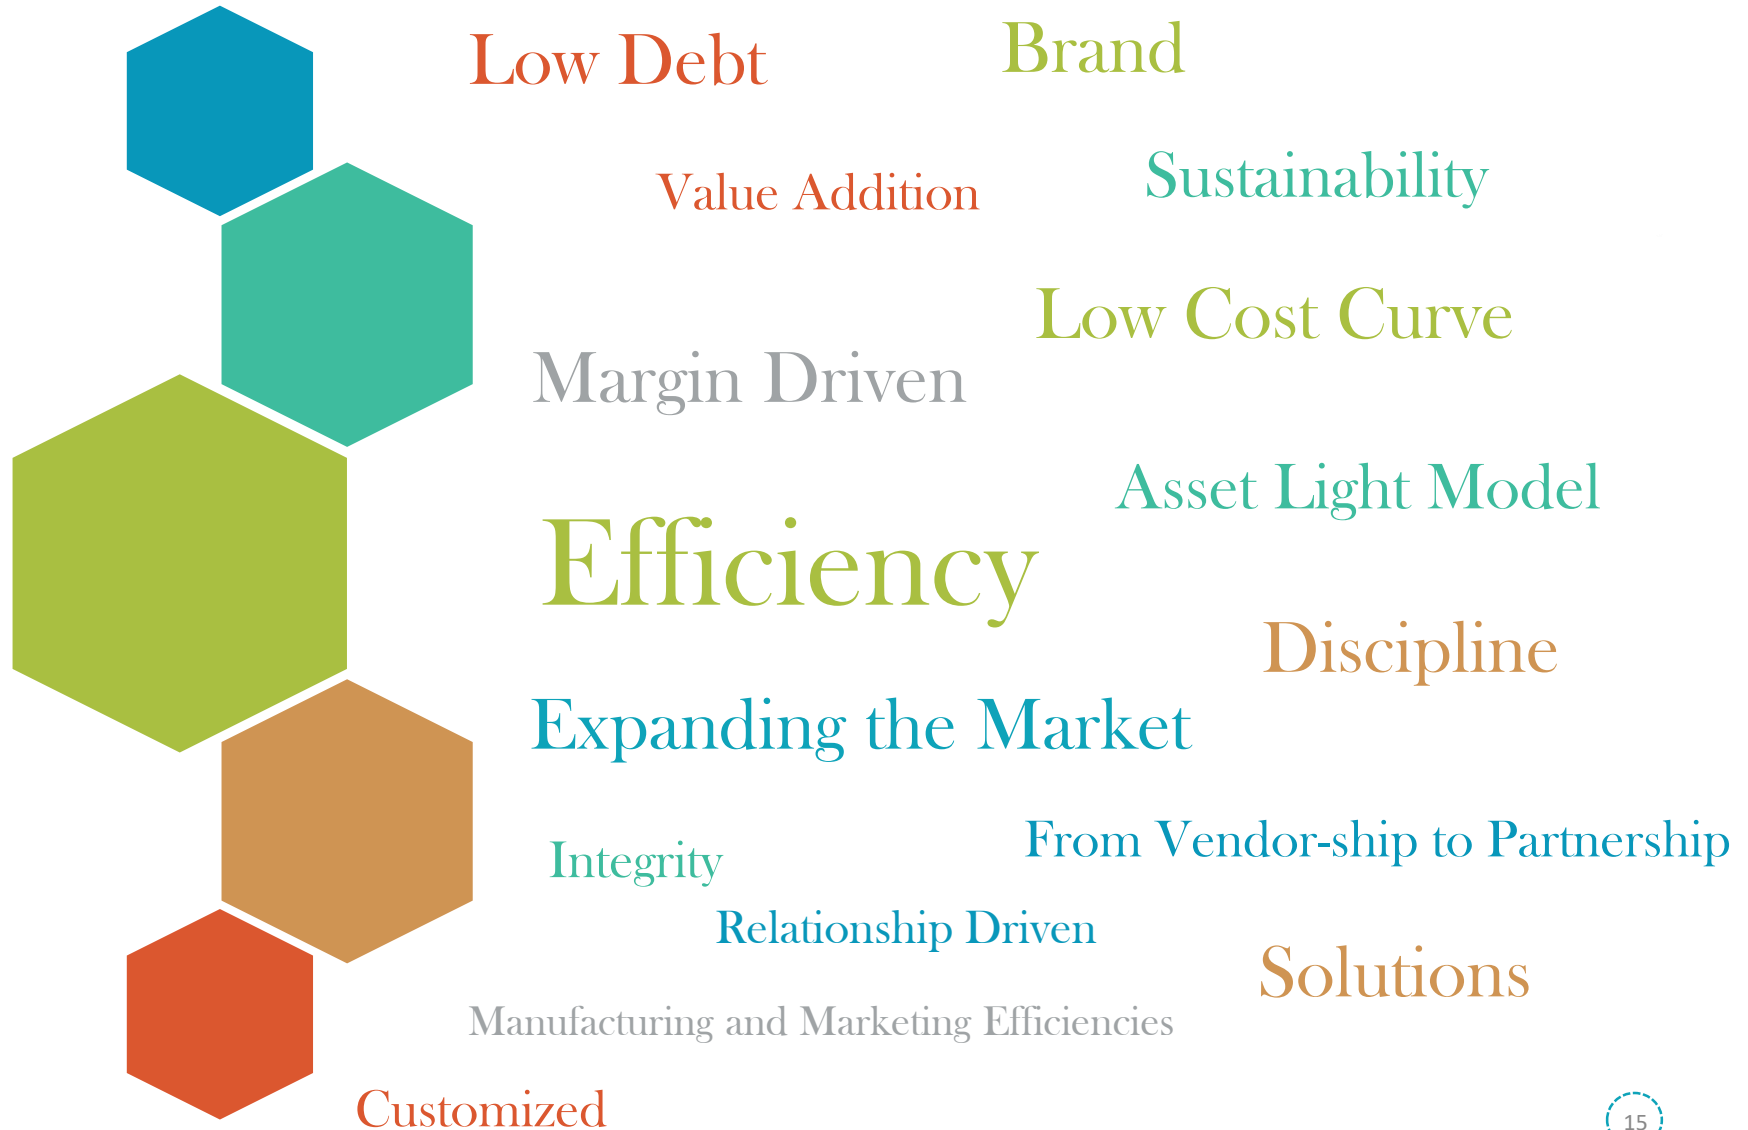 Low Debt
Brand
Value Addition
Sustainability
Low Cost Curve
Margin Driven
Asset Light Model
Efficiency
Discipline
Expanding the Market
From Vendor-ship to Partnership
Integrity
Relationship Driven
Solutions
Manufacturing and Marketing Efficiencies
Customized
15